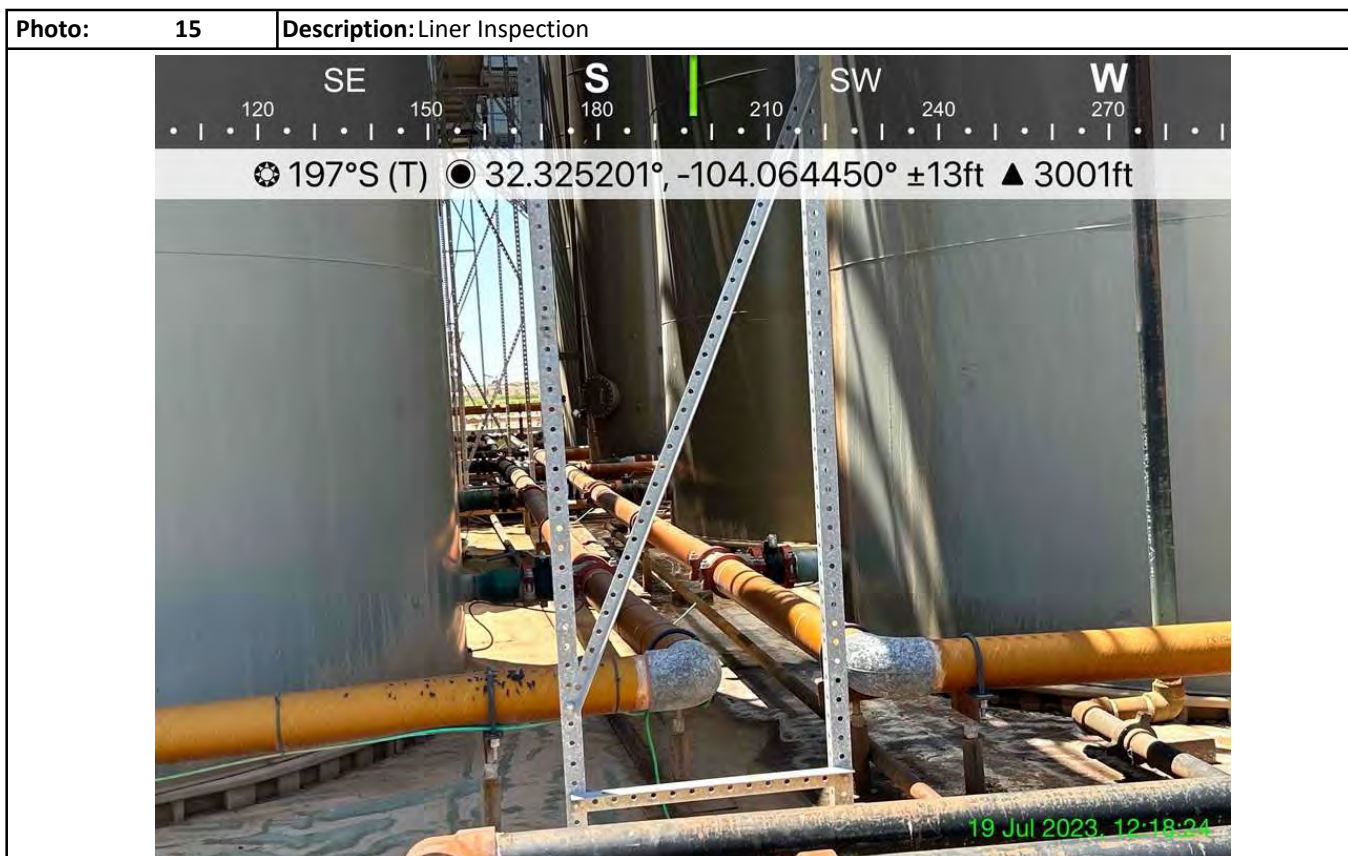 Photo: 15 Description: Liner Inspection
SE S SW W
120 150 180 210 240 270
197°S (T) 32.325201°, -104.064450° ±13ft ▲ 3001ft
19 Jul 2023, 12:18:24